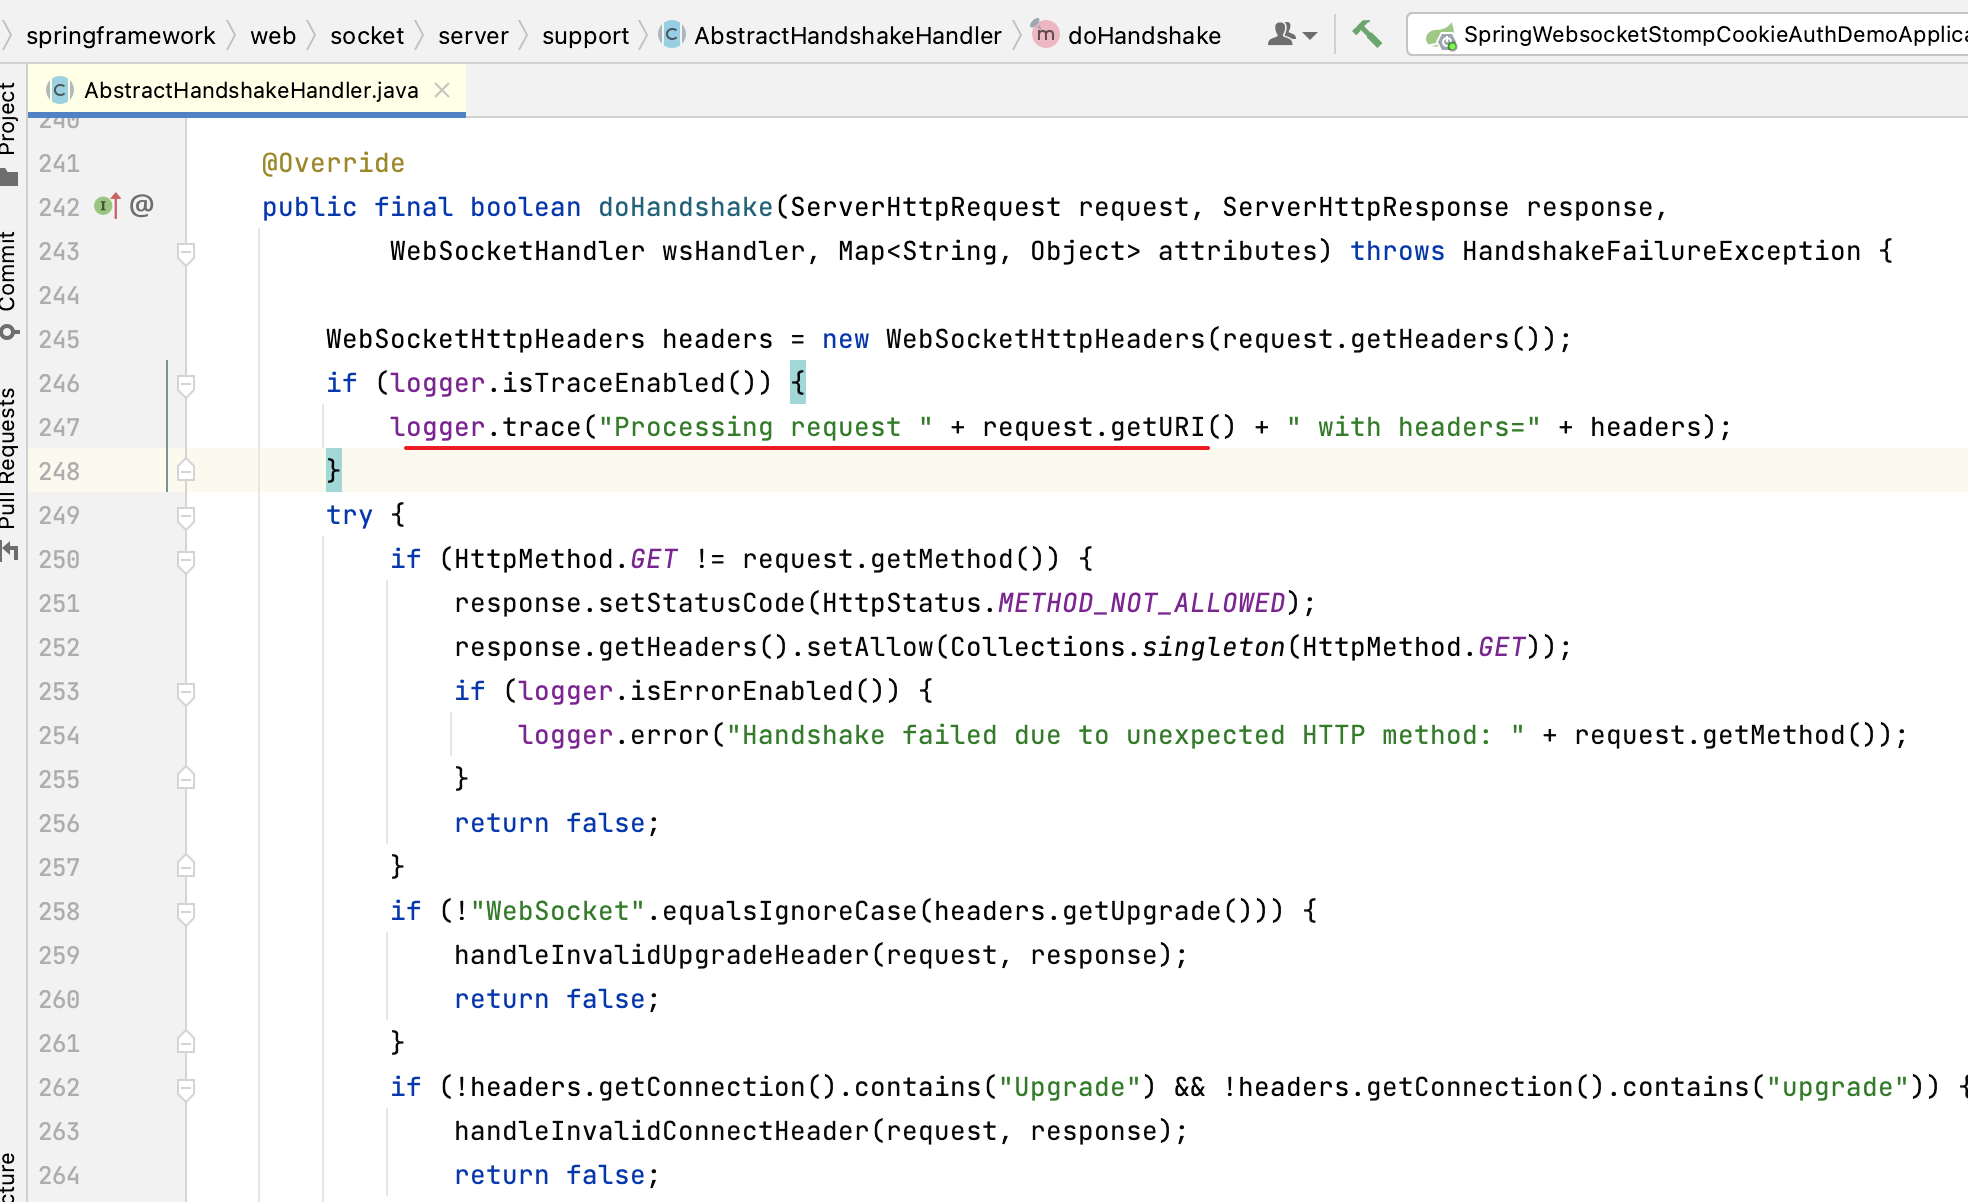 springframework web socket server support C AbstractHandshakeHandler m doHandshake SpringWebsocketStompCookieAuthDemoApplica
C AbstractHandshakeHandler.java
Project
Commit
Pull Requests
240
241 @Override
242 I @ public final boolean doHandshake(ServerHttpRequest request, ServerHttpResponse response,
243 WebSocketHandler wsHandler, Map<String, Object> attributes) throws HandshakeFailureException {
244
245 WebSocketHttpHeaders headers = new WebSocketHttpHeaders(request.getHeaders());
246 if (logger.isTraceEnabled()) {
247 logger.trace("Processing request " + request.getURI() + " with headers=" + headers);
248 }
249 try {
250 if (HttpMethod.GET != request.getMethod()) {
251 response.setStatusCode(HttpStatus.METHOD_NOT_ALLOWED);
252 response.getHeaders().setAllow(Collections.singleton(HttpMethod.GET));
253 if (logger.isErrorEnabled()) {
254 logger.error("Handshake failed due to unexpected HTTP method: " + request.getMethod());
255 }
256 return false;
257 }
258 if (!"WebSocket".equalsIgnoreCase(headers.getUpgrade())) {
259 handleInvalidUpgradeHeader(request, response);
260 return false;
261 }
262 if (!headers.getConnection().contains("Upgrade") && !headers.getConnection().contains("upgrade")) {
263 handleInvalidConnectHeader(request, response);
264 return false;
cture